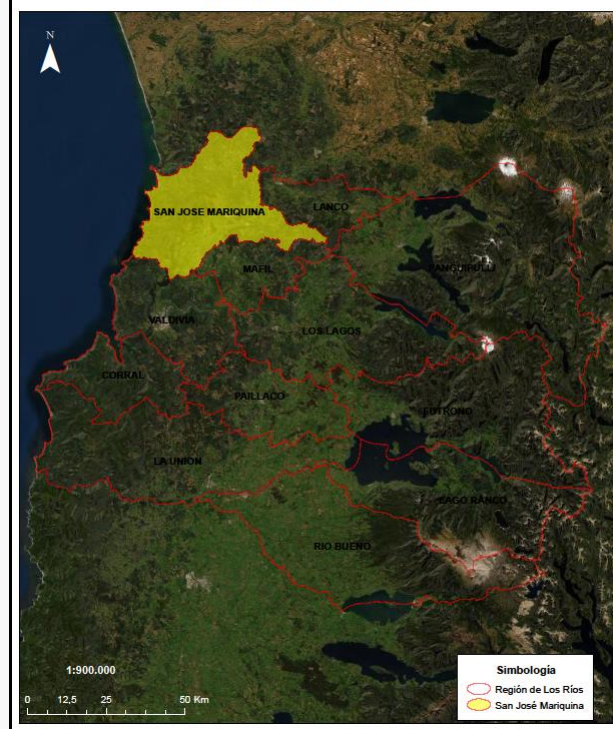 N
SAN JOSE MARIQUINA
LANCO
PANGUIPULLI
MAFIL
VALDIVIA
LOS LAGOS
CORRAL
PAILLACO
FUTRONO
LA UNION
LAGO RANCO
RIO BUENO
1:900.000
0 12,5 25 50 Km
Simbología
Región de Los Ríos
San José Mariquina